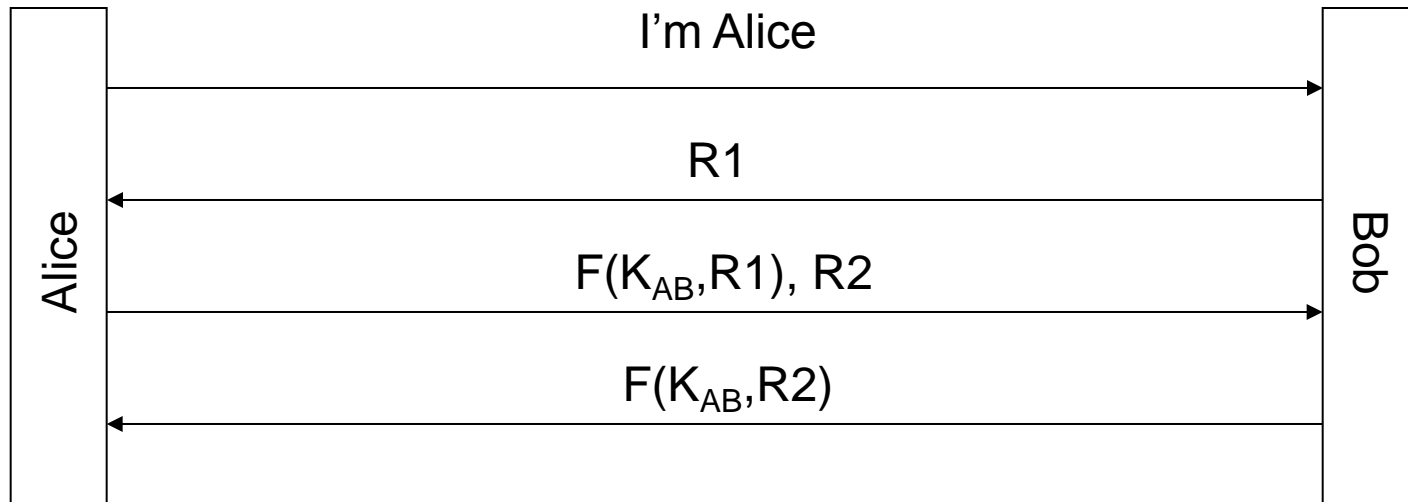 I’m Alice
R1
Alice
F(K_AB,R1), R2
Bob
F(K_AB,R2)